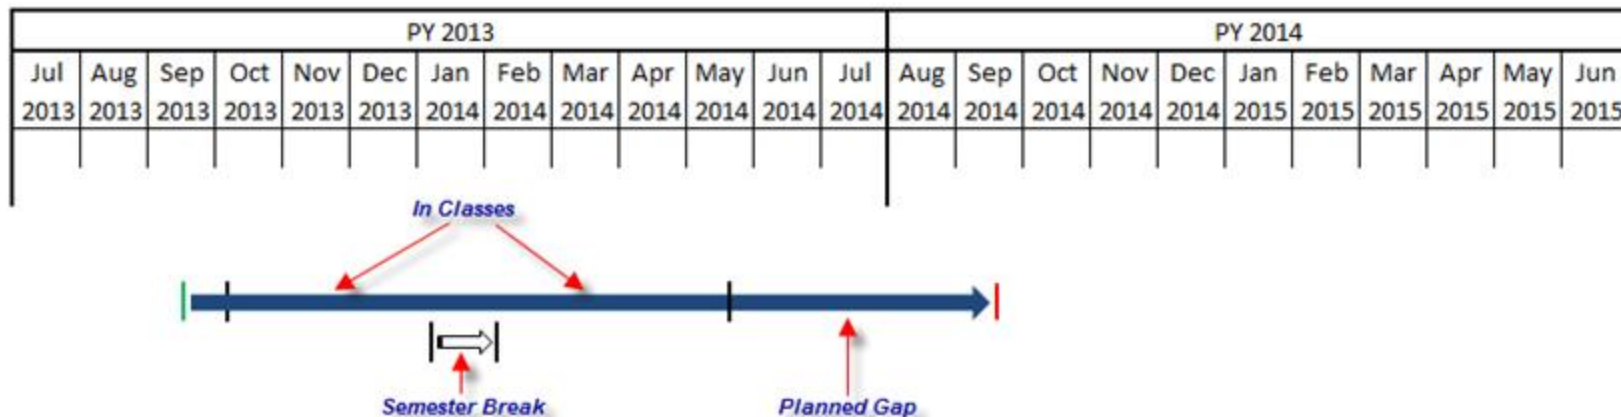 PY 2013 PY 2014
Jul Aug Sep Oct Nov Dec Jan Feb Mar Apr May Jun Jul Aug Sep Oct Nov Dec Jan Feb Mar Apr May Jun
2013 2013 2013 2013 2013 2013 2014 2014 2014 2014 2014 2014 2014 2014 2014 2014 2014 2014 2015 2015 2015 2015 2015 2015
In Classes
Semester Break Planned Gap